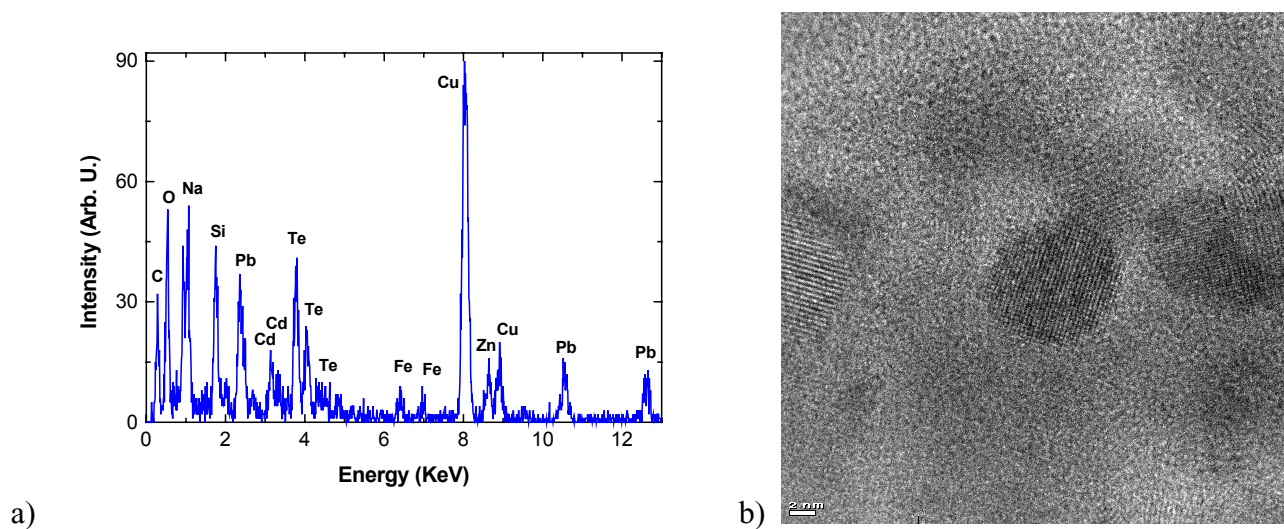 90
60
30
0
Intensity (Arb. U.)
C
O
Na
Si
Pb
Cd
Cd
Te
Te
Te
Fe
Fe
Cu
Zn
Cu
Pb
Pb
0 2 4 6 8 10 12
Energy (KeV)
a)
2 nm
b)